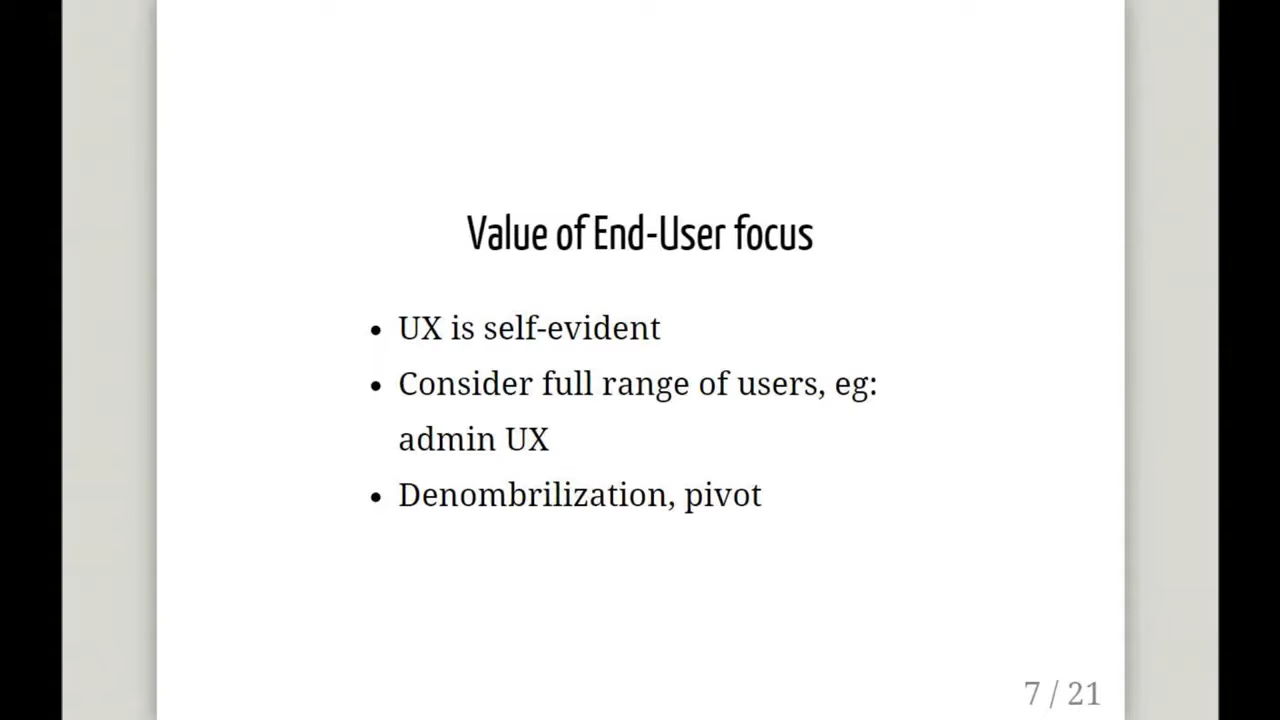 Value of End-User focus
• UX is self-evident
• Consider full range of users, eg:
admin UX
• Denombrilization, pivot
7 / 21